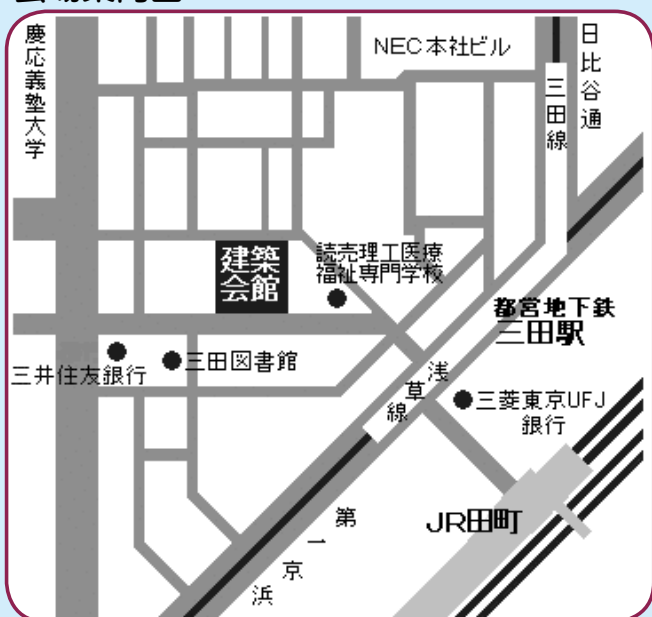 慶応義塾大学
NEC本社ビル
日比谷通
三田線
建築
会館
読売理工医療
福祉専門学校
都営地下鉄
三田駅
三井住友銀行
三田図書館
浅草線
三菱東京UFJ
銀行
JR田町
第一京浜